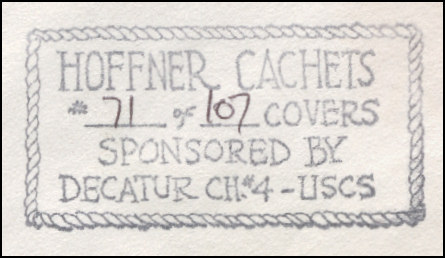 HOFFNER CACHETS
# 71 of 107 COVERS
SPONSORED BY
DECATUR CH.#4 - USCS